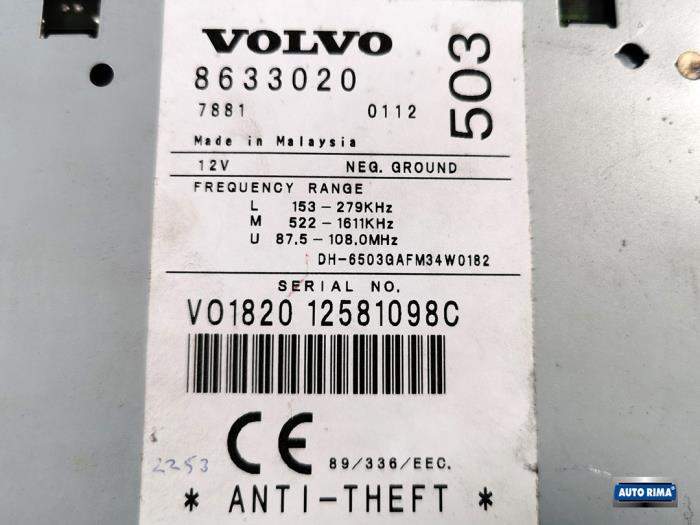 VOLVO
8633020
7881 0112
503
Made in Malaysia
12V NEG. GROUND
FREQUENCY RANGE
L 153-279KHz
M 522-1611KHz
U 87.5-108.0MHz
DH-6503GAFM34W0182
SERIAL NO.
VO1820 12581098C
CE
2253 89/336/EEC.
* ANTI-THEFT *
AUTO RIMA